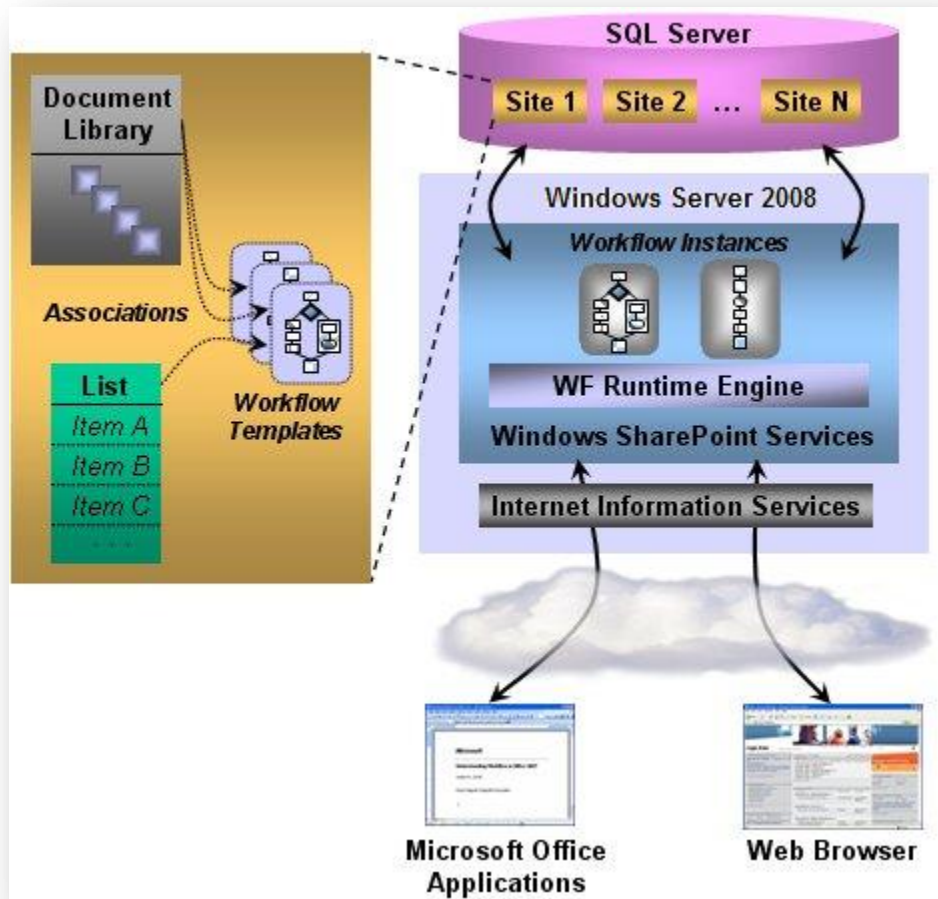 SQL Server
Site 1
Site 2
...
Site N
Document
Library
Associations
List
Item A
Item B
Item C
. . .
Workflow
Templates
Windows Server 2008
Workflow Instances
WF Runtime Engine
Windows SharePoint Services
Internet Information Services
Microsoft Office
Applications
Web Browser